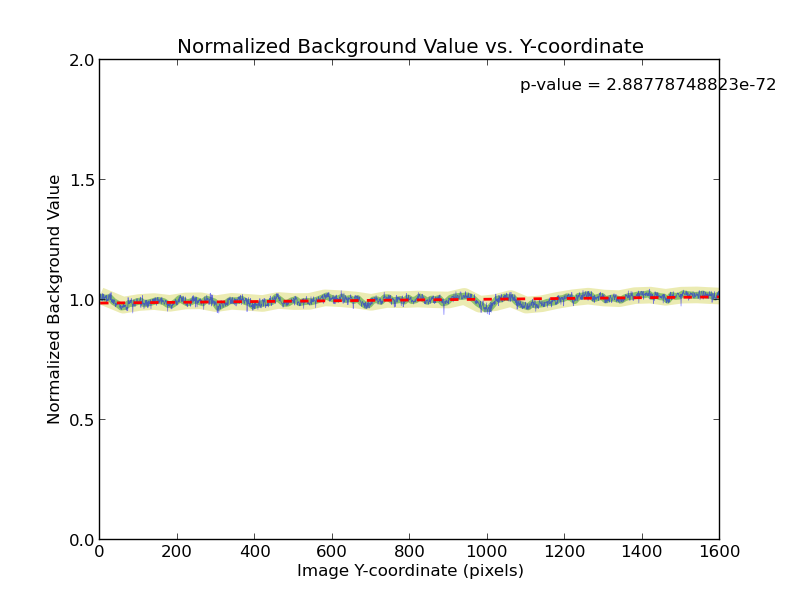 Normalized Background Value vs. Y-coordinate
p-value = 2.88778748823e-72
2.0
1.5
1.0
0.5
0.0
Normalized Background Value
0 200 400 600 800 1000 1200 1400 1600
Image Y-coordinate (pixels)